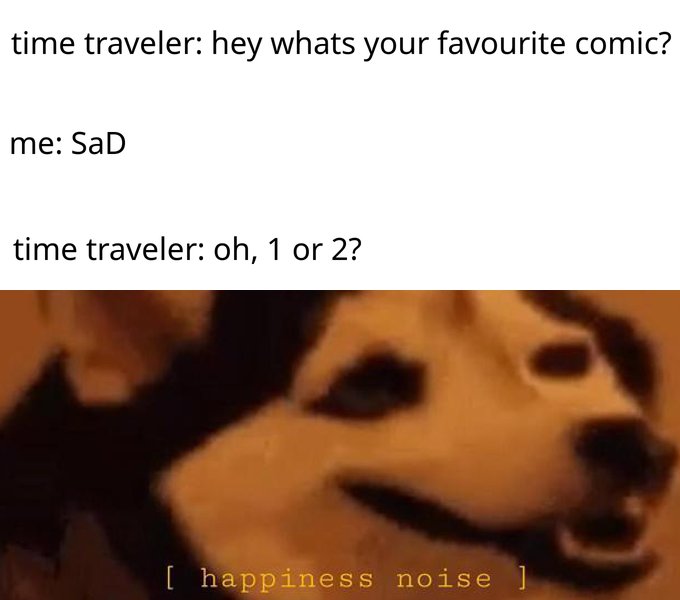 time traveler: hey whats your favourite comic?
me: SaD
time traveler: oh, 1 or 2?
[ happiness noise ]